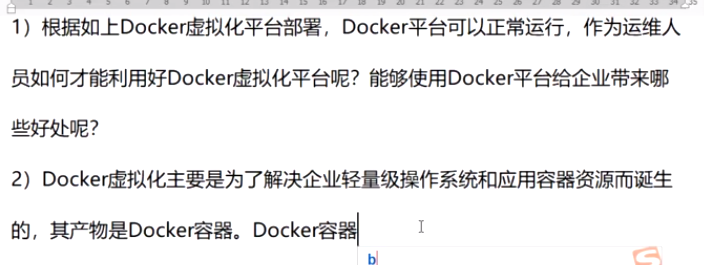 1）根据如上Docker虚拟化平台部署，Docker平台可以正常运行，作为运维人
员如何才能利用好Docker虚拟化平台呢？能够使用Docker平台给企业带来哪
些好处呢？
2）Docker虚拟化主要是为了解决企业轻量级操作系统和应用容器资源而诞生
的，其产物是Docker容器。Docker容器
b